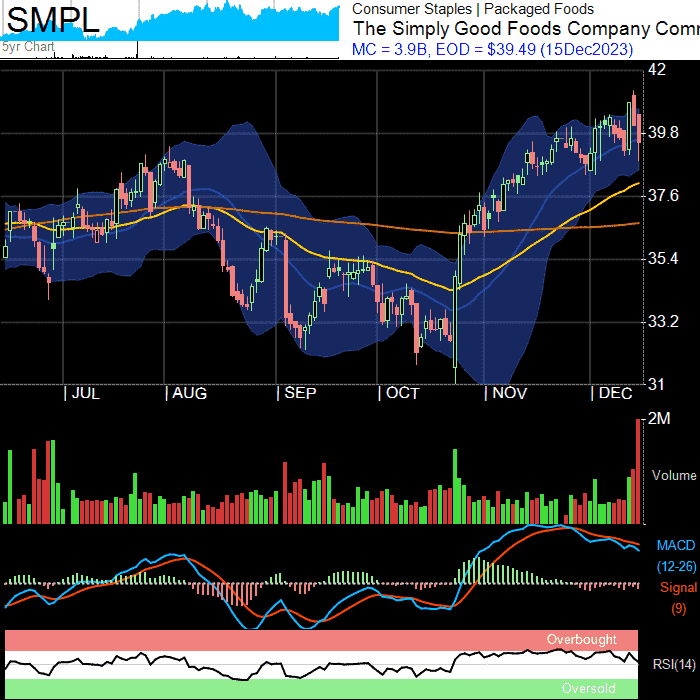 SMPL
5yr Chart
Consumer Staples | Packaged Foods
The Simply Good Foods Company Comm
MC = 3.9B, EOD = $39.49 (15Dec2023)
42
39.8
37.6
35.4
33.2
31
| JUL | AUG | SEP | OCT | NOV | DEC
2M
Volume
MACD
(12-26)
Signal
(9)
Overbought
RSI(14)
Oversold